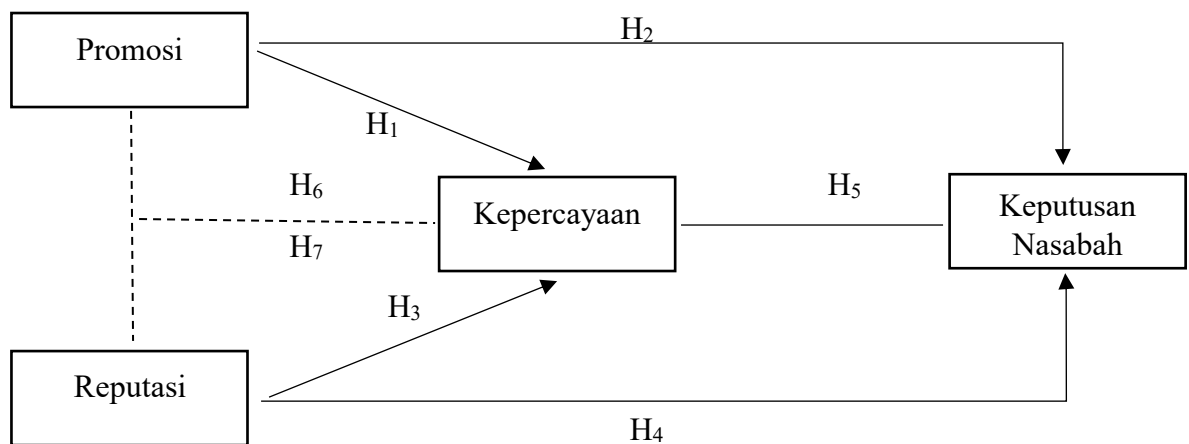 H₂
Promosi
H₁
H₆
H₅
Kepercayaan
Keputusan
Nasabah
H₇
H₃
Reputasi
H₄